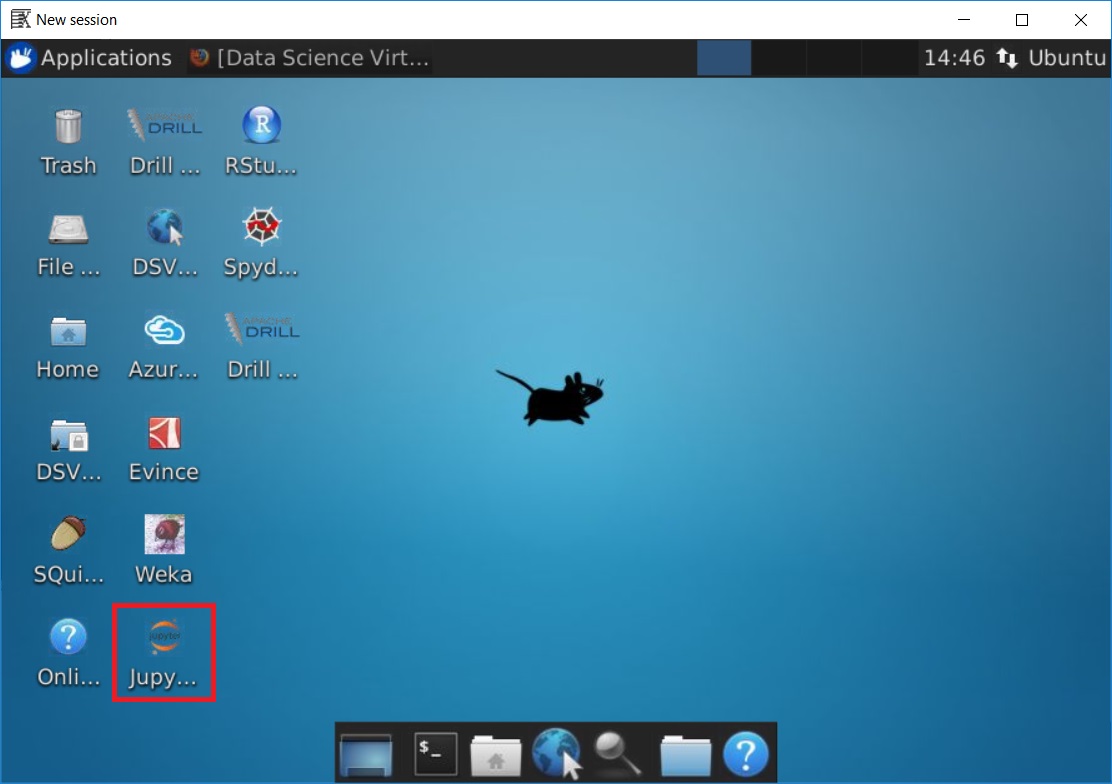 New session
Applications [Data Science Virt... 14:46 Ubuntu
APACHE DRILL R
Trash Drill ... RStu...
File ... DSV... Spyd...
APACHE DRILL
Home Azur... Drill ...
DSV... Evince
SQui... Weka
? jupyter
Onli... Jupy...
$_ ?